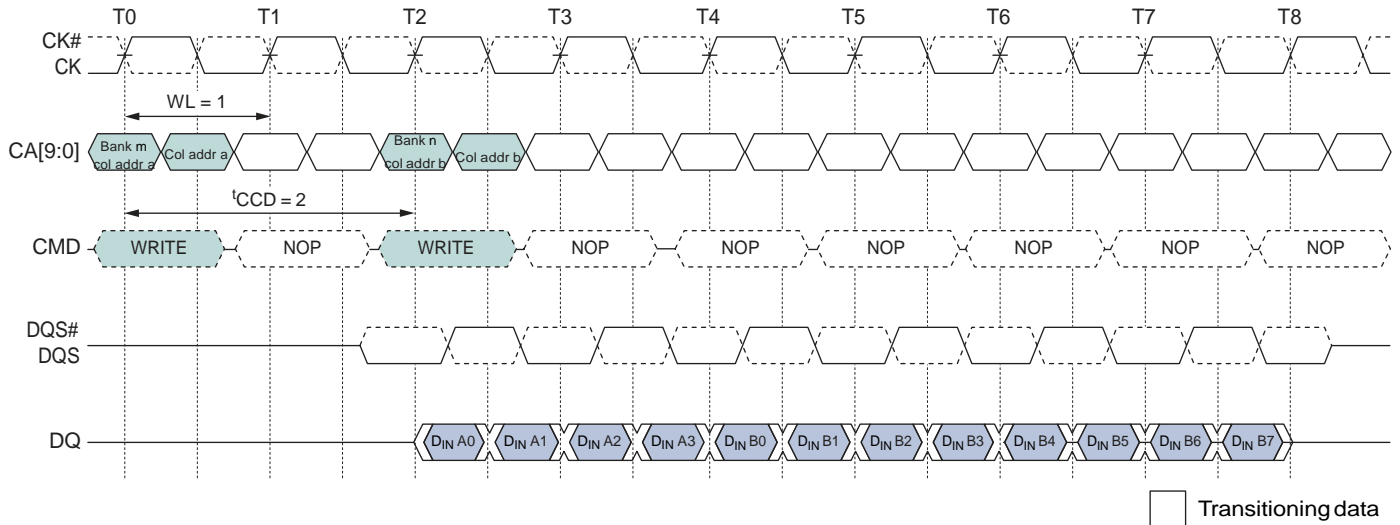 T0 T1 T2 T3 T4 T5 T6 T7 T8
CK#
CK
WL = 1
CA[9:0]
Bank m
col addr a
Col addr a
Bank n
col addr b
Col addr b
tCCD = 2
CMD WRITE NOP WRITE NOP NOP NOP NOP NOP NOP
DQS#
DQS
DQ DIN A0 DIN A1 DIN A2 DIN A3 DIN B0 DIN B1 DIN B2 DIN B3 DIN B4 DIN B5 DIN B6 DIN B7
Transitioning data